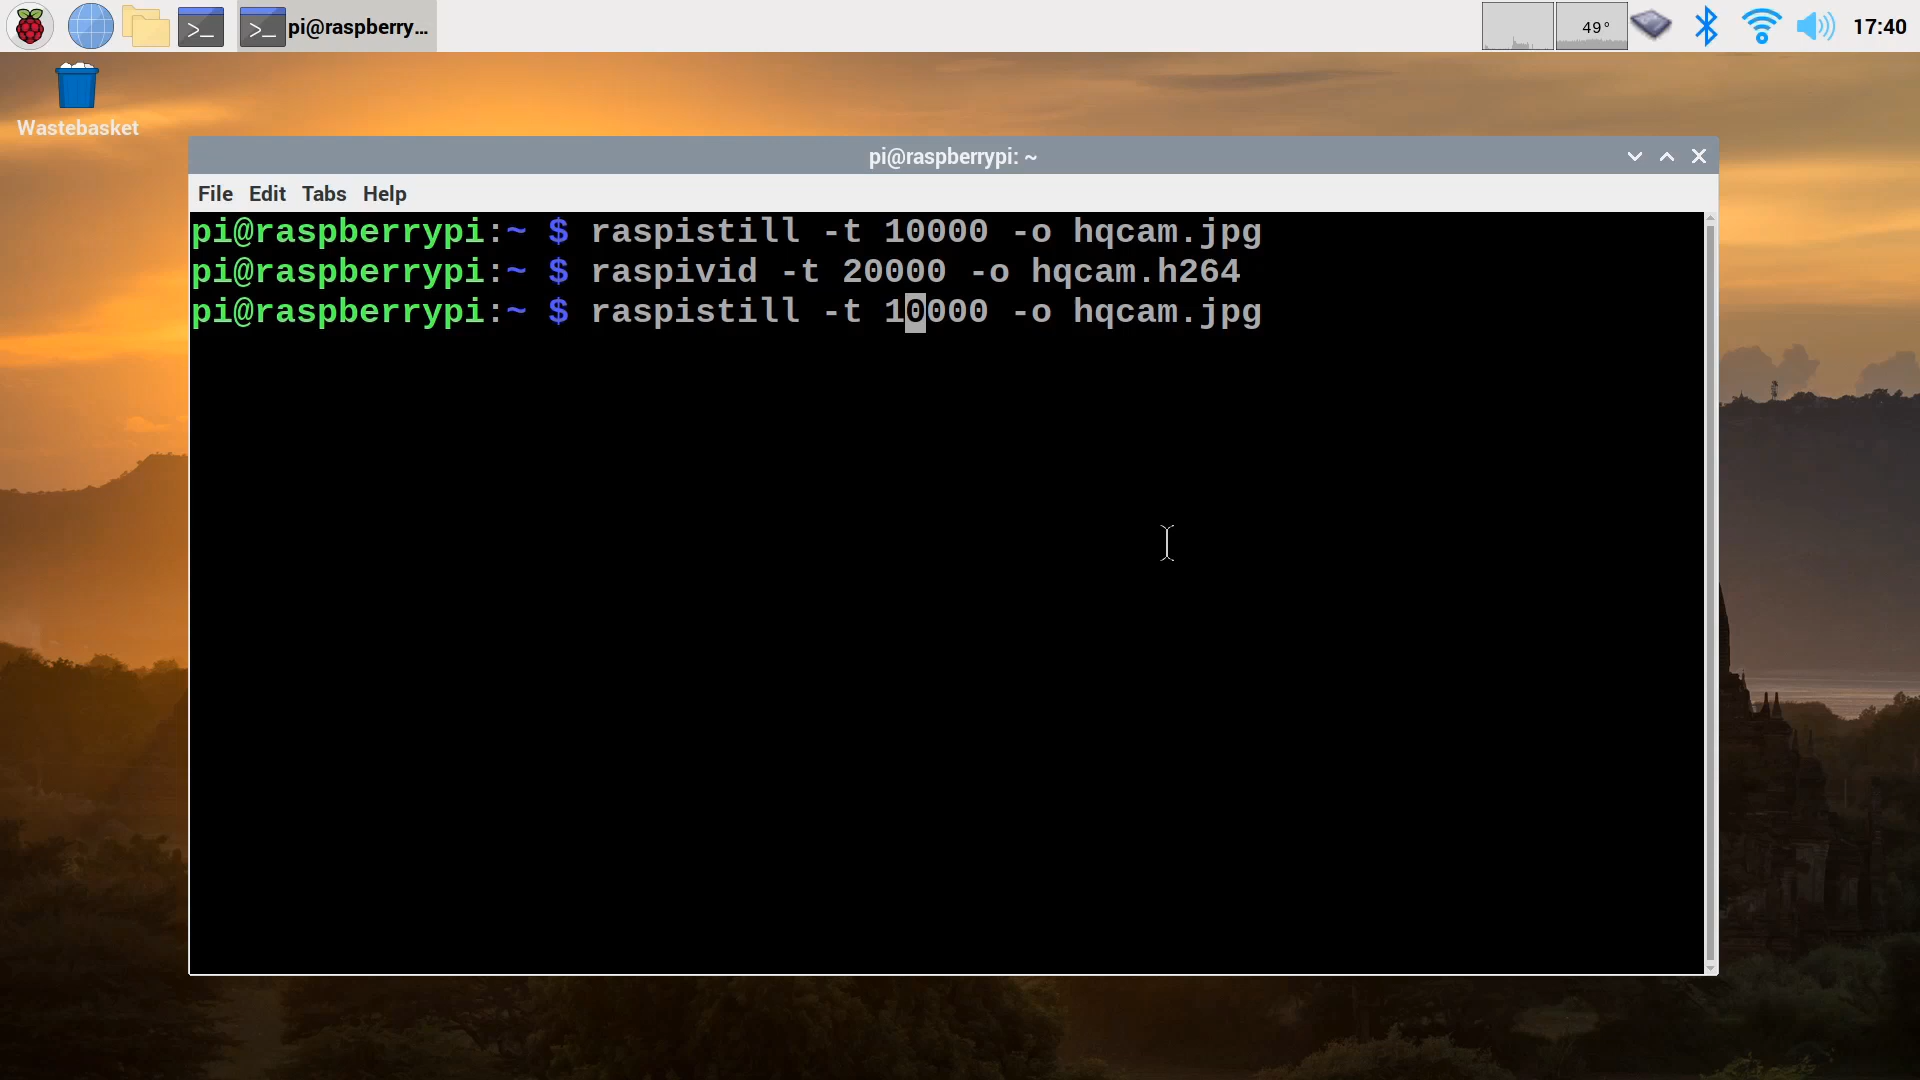 >_ >_ pi@raspberry... 49° 17:40
Wastebasket
pi@raspberrypi: ~
File Edit Tabs Help
pi@raspberrypi:~ $ raspistill -t 10000 -o hqcam.jpg
pi@raspberrypi:~ $ raspivid -t 20000 -o hqcam.h264
pi@raspberrypi:~ $ raspistill -t 10000 -o hqcam.jpg